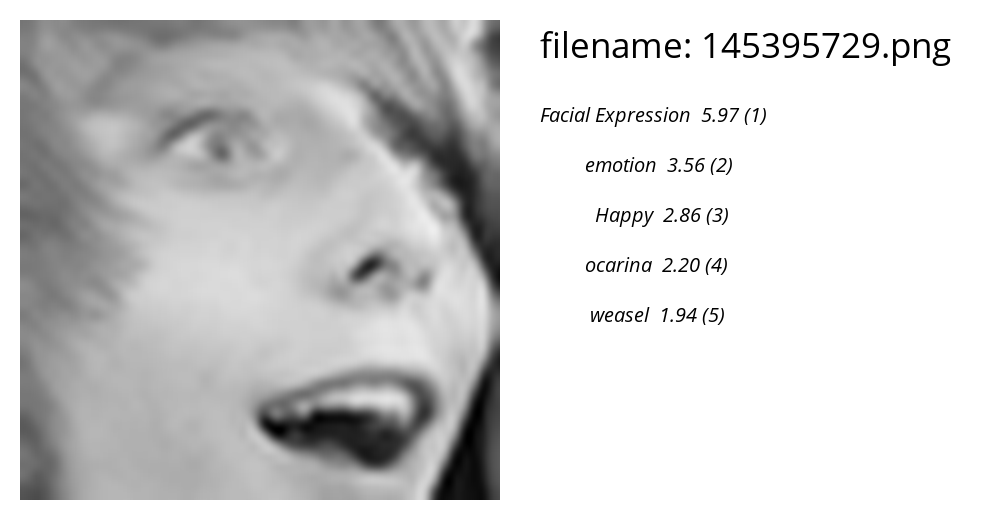 filename: 145395729.png
Facial Expression 5.97 (1)
emotion 3.56 (2)
Happy 2.86 (3)
ocarina 2.20 (4)
weasel 1.94 (5)